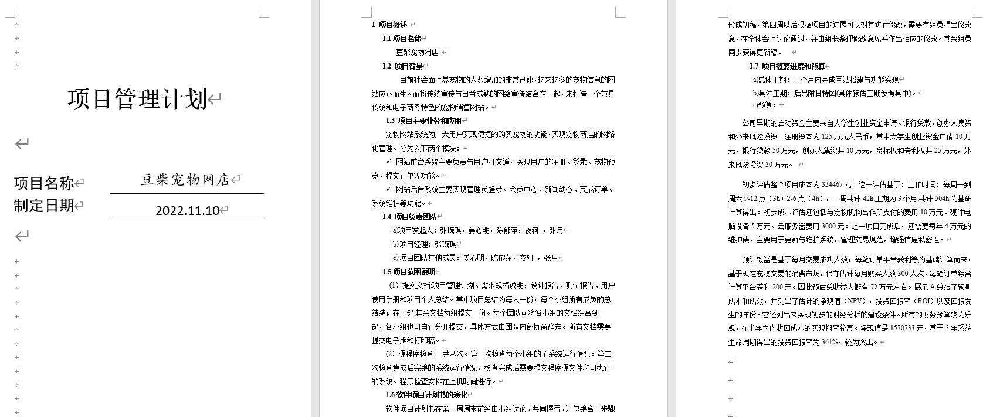 项目管理计划
项目名称
豆柴宠物网店
制定日期
2022.11.10
1 项目概述
1.1 项目名称
豆柴宠物网店
1.2 项目背景
目前社会面上养宠物的人数增加的非常迅速,越来越多的宠物信息的网
站应运而生。而将传统宣传与日益成熟的网络宣传结合在一起，来打造一个兼具
传统和电子商务特色的宠物销售网站。
1.3 项目主要业务和应用
宠物网站系统为广大用户实现便捷的购买宠物的功能,实现宠物商店的网络
化管理。分为以下两个模块：
✓ 网站前台系统主要负责与用户打交道，实现用户的注册、登录、宠物预
览、提交订单等功能。
✓ 网站后台系统主要实现管理员登录、会员中心、新闻动态、完成订单、
系统维护等功能。
1.4 项目负责团队
a)项目发起人：张琬琪，姜心明，陈郁萍，夜轲 ，张月
b)项目经理：张琬琪
c)项目团队其他成员：姜心明，陈郁萍，夜轲 ，张月
1.5 项目范围说明
(1）提交文档:项目管理计划、需求规格说明，设计报告、测试报告、用户
使用手册和项目个人总结。其中项目总结为每人一份，每个小组所有成员的总
结装订在一起;其余文档每组提交一份。每个团队可将各小组的文档综合到一
起，各小组也可自行分开提交，具体方式由团队内部协商确定。所有文档需要
提交电子版和打印稿。
(2> 源程序检查:一共两次。第一次检查每个小组的子系统运行情况。第二
次检查集成后完整的系统运行情况，检查完成后需要提交程序源文件和可执行
的系统。程序检查安排在上机时间进行。
1.6 软件项目计划书的演化
软件项目计划书在第三周周末前经由小组讨论、共同撰写、汇总整合三步骤
形成初稿，第四周以后根据项目的进展可以对其进行修改，需要有组员提出修改
意，在全体会上讨论通过，并由组长整理修改意见并作出相应的修改。其余组员
同步获得更新稿。
1.7 项目概要进度和预算
a)总体工期：三个月内完成网站搭建与功能实现
b)具体工期：后另附甘特图(具体预估工期参考其中)。
c)预算：
公司早期的启动资金主要来自大学生创业资金申请、银行贷款，创办人集资
和外来风险投资。注册资本为 125 万元人民币，其中大学生创业资金申请 10 万
元，银行贷款 50 万元，创办人集资共 10 万元，商标权和专利权共 25 万元，外
来风险投资 30 万元。
初步评估整个项目成本为 334467 元。这一评估基于：工作时间：每周一到
周六 9-12 点（3h）2-6 点（4h），一周共计 42h,工期为 3 个月,共计 504h 为基础
计算得出。初步成本评估还包括与宠物机构合作所支付的费用 10 万元、硬件电
脑设备 5 万元、云服务器费用 3000 元。这一项目完成后，还需要每年 4 万元的
维护费，主要用于更新与维护系统，管理交易规范，增强信息私密性。
预计效益是基于每月交易成功人数，每笔订单平台获利等为基础计算而来。
基于现在宠物交易的消费市场，保守估计每月购买人数 300 人次，每笔订单综合
计算平台获利 200 元。因此预估总收益大概有 72 万元左右。展示 A 总结了预测
成本和成效，并列出了估计的净现值（NPV），投资回报率（ROI）以及回报发
生的年份。它还列出来实现初步的财务分析的建设条件。所有的财务预算较为乐
观，在半年之内收回成本的实现概率较高。净现值是 1570733 元，基于 3 年系统
生命周期得出的投资回报率为 361%，较为突出。